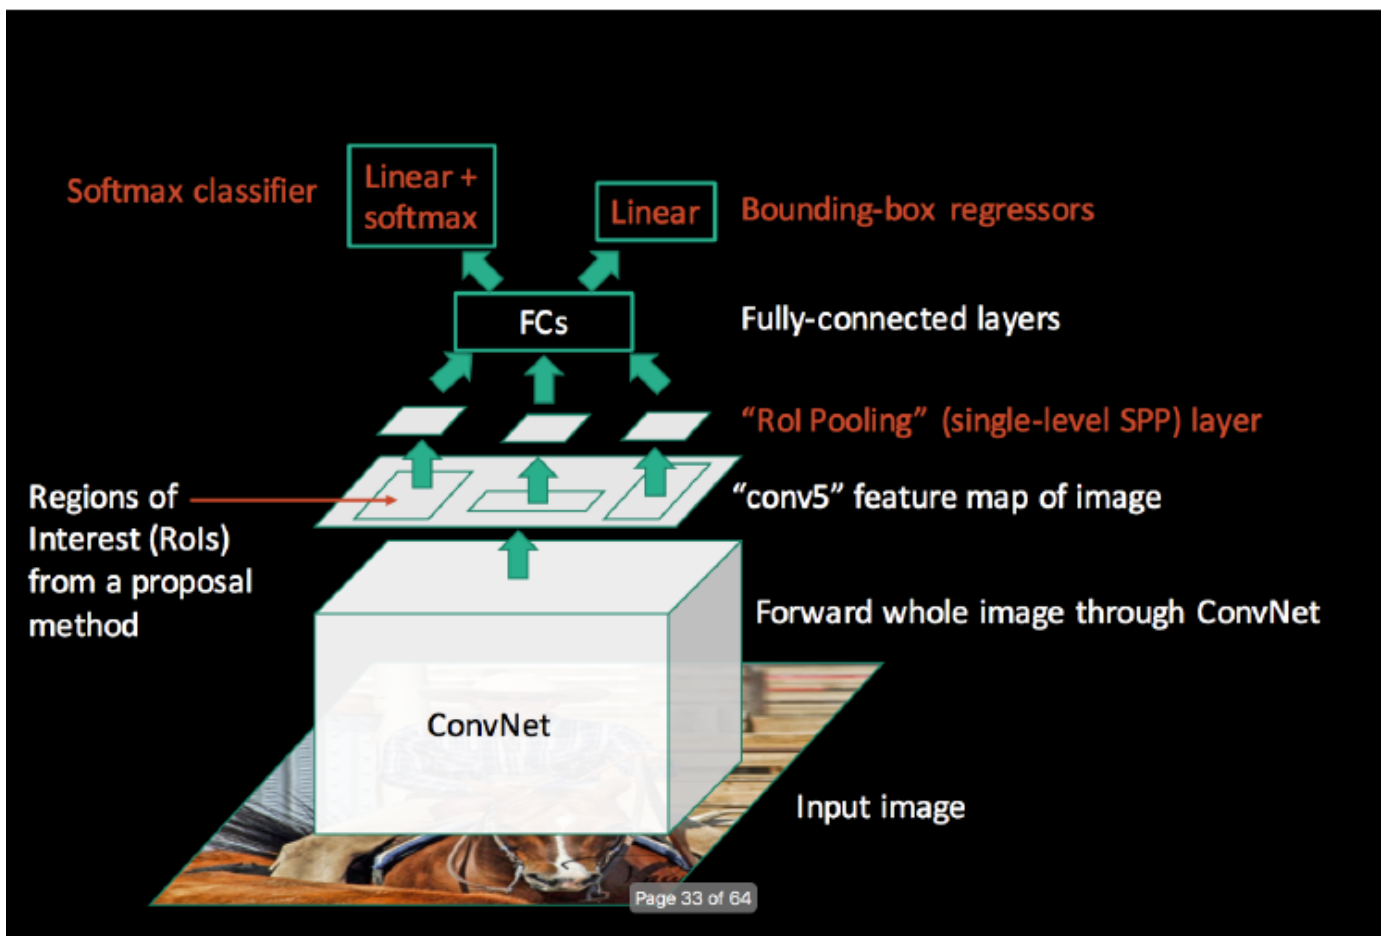 Softmax classifier
Linear +
softmax
Linear
Bounding-box regressors
FCs
Fully-connected layers
“RoI Pooling” (single-level SPP) layer
Regions of
Interest (RoIs)
from a proposal
method
“conv5” feature map of image
Forward whole image through ConvNet
ConvNet
Input image
Page 33 of 64